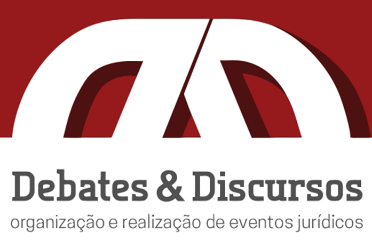 Debates & Discursos
organização e realização de eventos jurídicos